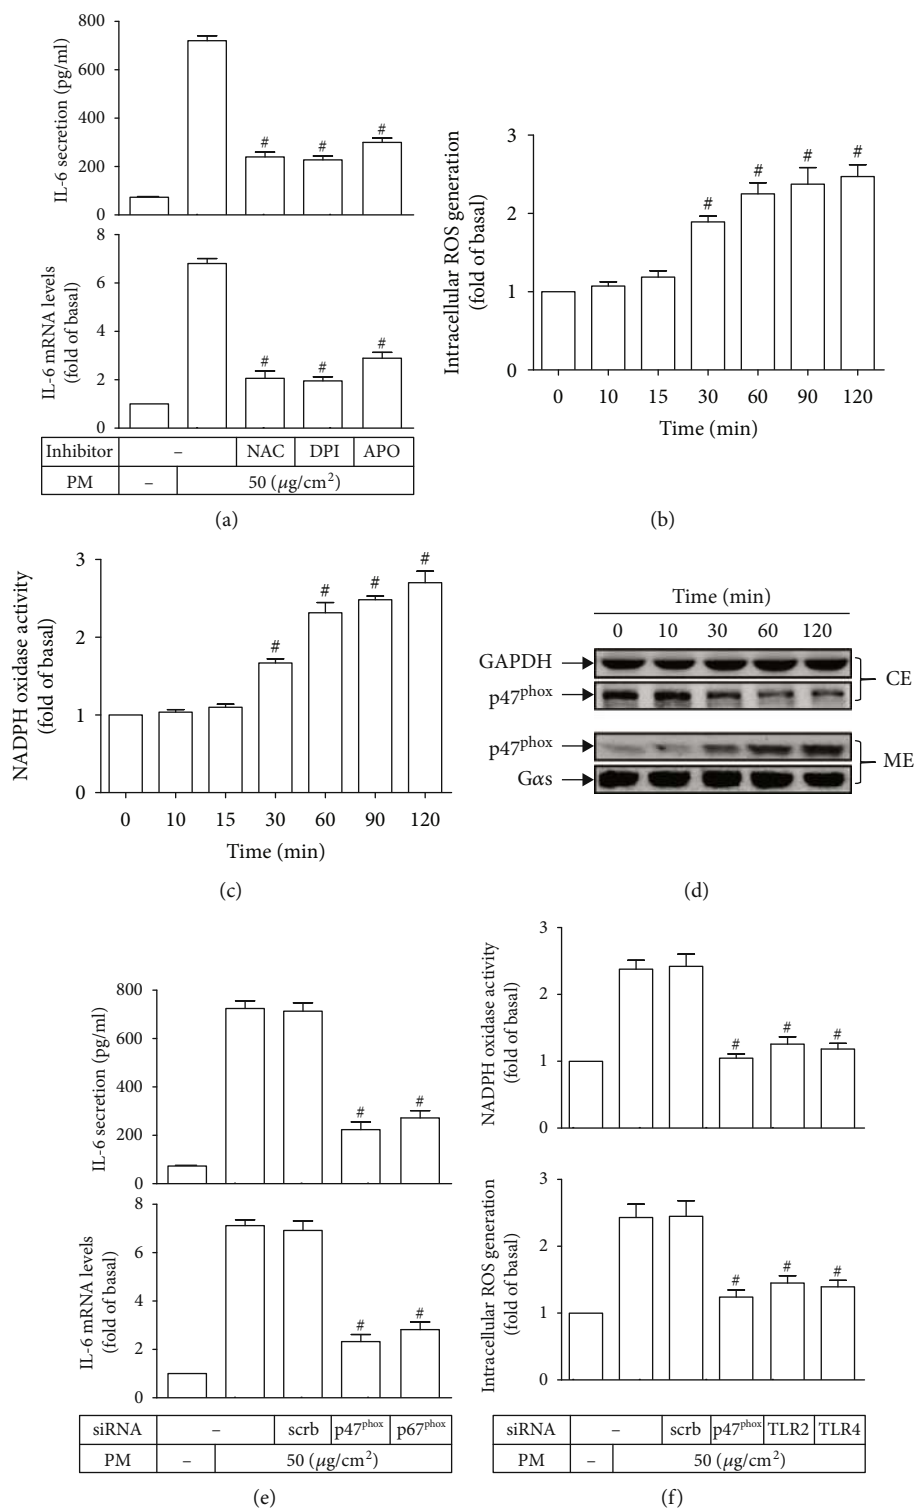 IL-6 secretion (pg/ml)
800
600
400
200
0
# # #
IL-6 mRNA levels
(fold of basal)
8
6
4
2
0
# # #
Inhibitor – NAC DPI APO
PM – 50 (μg/cm²)
(a)
Intracellular ROS generation
(fold of basal)
3
2
1
0
# # # #
0 10 15 30 60 90 120
Time (min)
(b)
NADPH oxidase activity
(fold of basal)
3
2
1
0
# # # #
0 10 15 30 60 90 120
Time (min)
(c)
Time (min)
0 10 30 60 120
GAPDH
p47phox
CE
p47phox
Gαs
ME
(d)
IL-6 secretion (pg/ml)
800
600
400
200
0
# #
IL-6 mRNA levels
(fold of basal)
8
6
4
2
0
# #
siRNA – scrb p47phox p67phox
PM – 50 (μg/cm²)
(e)
NADPH oxidase activity
(fold of basal)
3
2
1
0
# # #
Intracellular ROS generation
(fold of basal)
3
2
1
0
# # #
siRNA – scrb p47phox TLR2 TLR4
PM – 50 (μg/cm²)
(f)